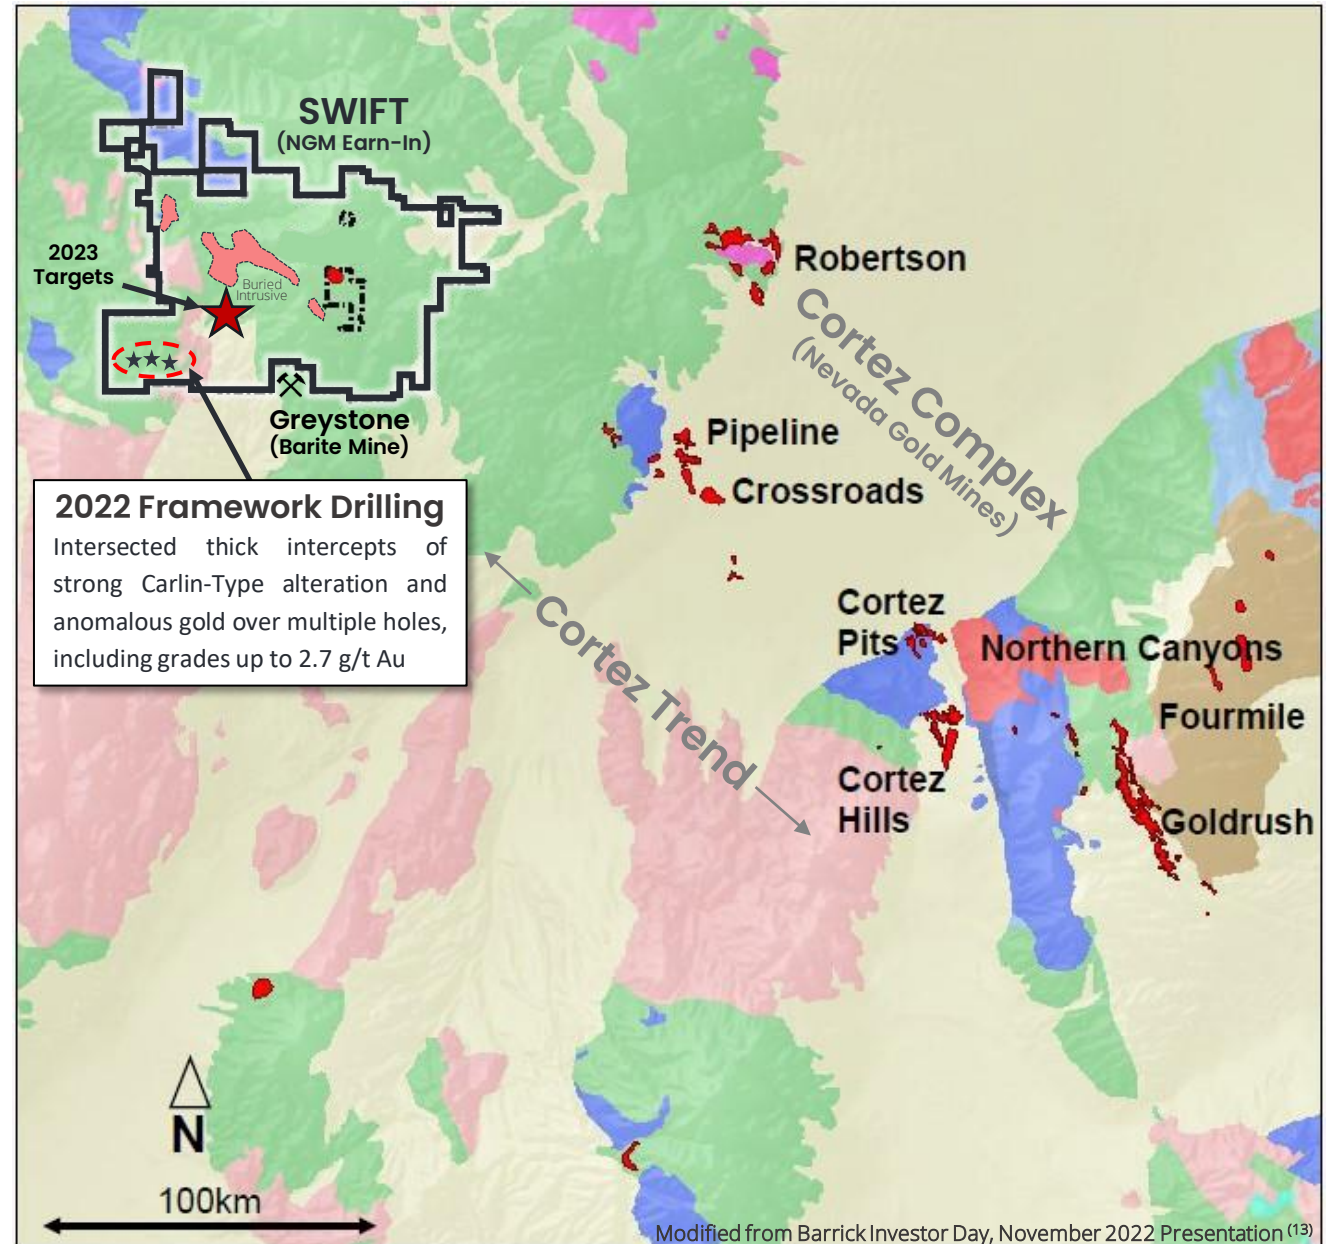 SWIFT
(NGM Earn-In)
2023
Targets
Buried
Intrusive
Greystone
(Barite Mine)
2022 Framework Drilling
Intersected thick intercepts of
strong Carlin-Type alteration and
anomalous gold over multiple holes,
including grades up to 2.7 g/t Au
Robertson
Cortez Complex
(Nevada Gold Mines)
Pipeline
Crossroads
Cortez Trend
Cortez
Pits
Northern Canyons
Fourmile
Cortez
Hills
Goldrush
N
100km
Modified from Barrick Investor Day, November 2022 Presentation (13)